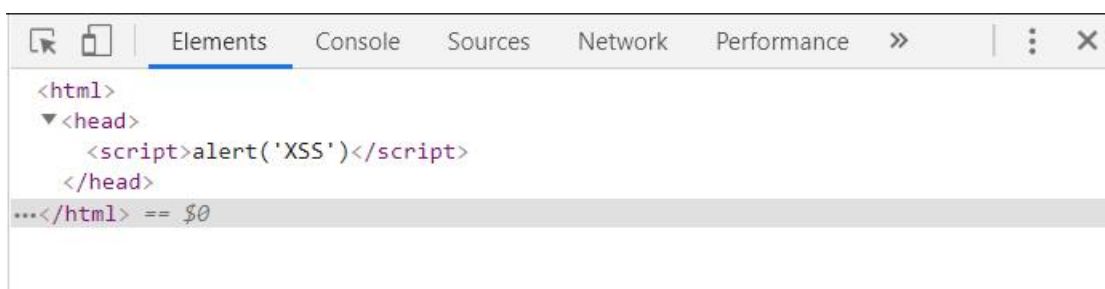 Elements Console Sources Network Performance »
<html>
▼<head>
<script>alert('XSS')</script>
</head>
...</html> == $0